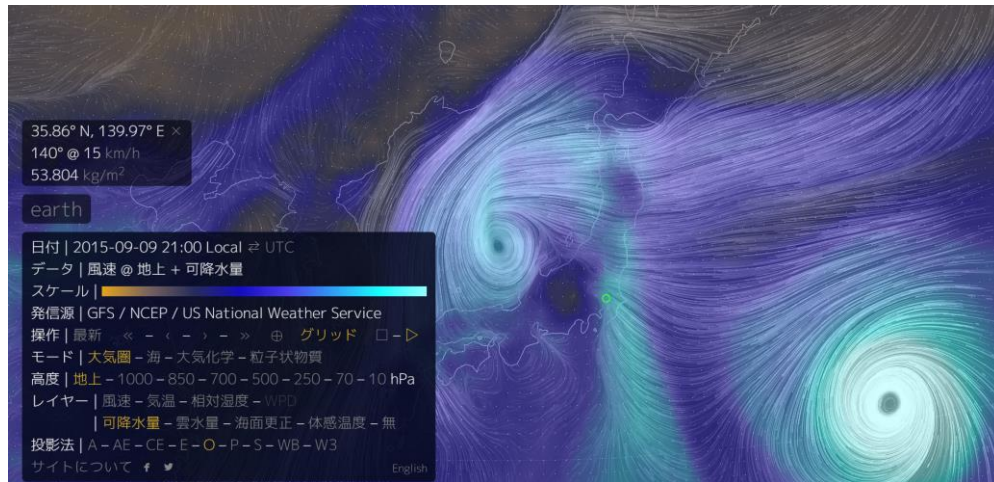 35.86° N, 139.97° E ×
140° @ 15 km/h
53.804 kg/m²
earth
日付 | 2015-09-09 21:00 Local ⇄ UTC
データ | 風速 @ 地上 + 可降水量
スケール |
発信源 | GFS / NCEP / US National Weather Service
操作 | 最新 « – ‹ – › – » ⊕ グリッド □ – ▷
モード | 大気圏 – 海 – 大気化学 – 粒子状物質
高度 | 地上 – 1000 – 850 – 700 – 500 – 250 – 70 – 10 hPa
レイヤー | 風速 – 気温 – 相対湿度 – WPD
| 可降水量 – 雲水量 – 海面更正 – 体感温度 – 無
投影法 | A – AE – CE – E – O – P – S – WB – W3
サイトについて f
English